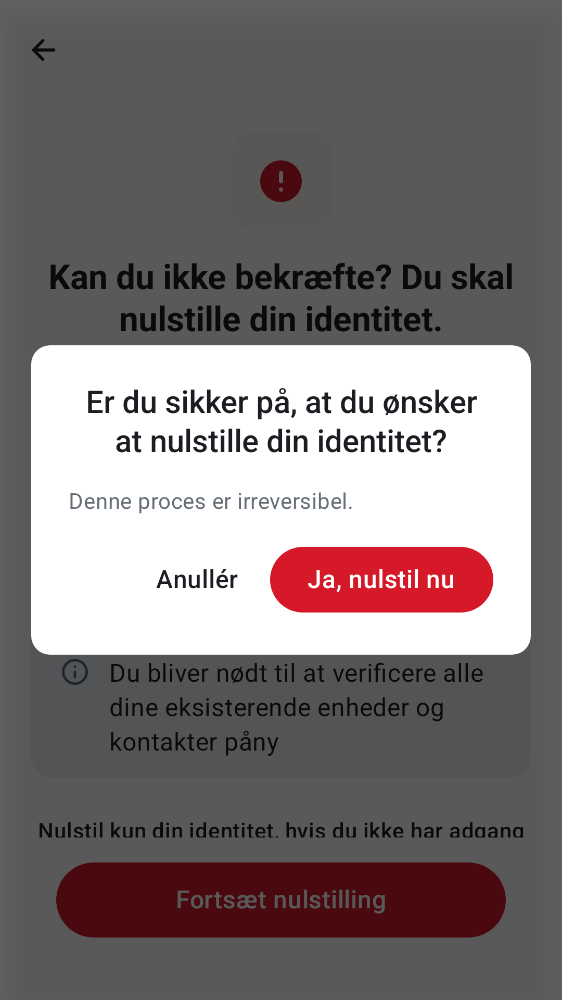 Kan du ikke bekræfte? Du skal
nulstille din identitet.
Er du sikker på, at du ønsker
at nulstille din identitet?
Denne proces er irreversibel.
Anullér
Ja, nulstil nu
Du bliver nødt til at verificere alle
dine eksisterende enheder og
kontakter påny
Nulstil kun din identitet, hvis du ikke har adgang
Fortsæt nulstilling